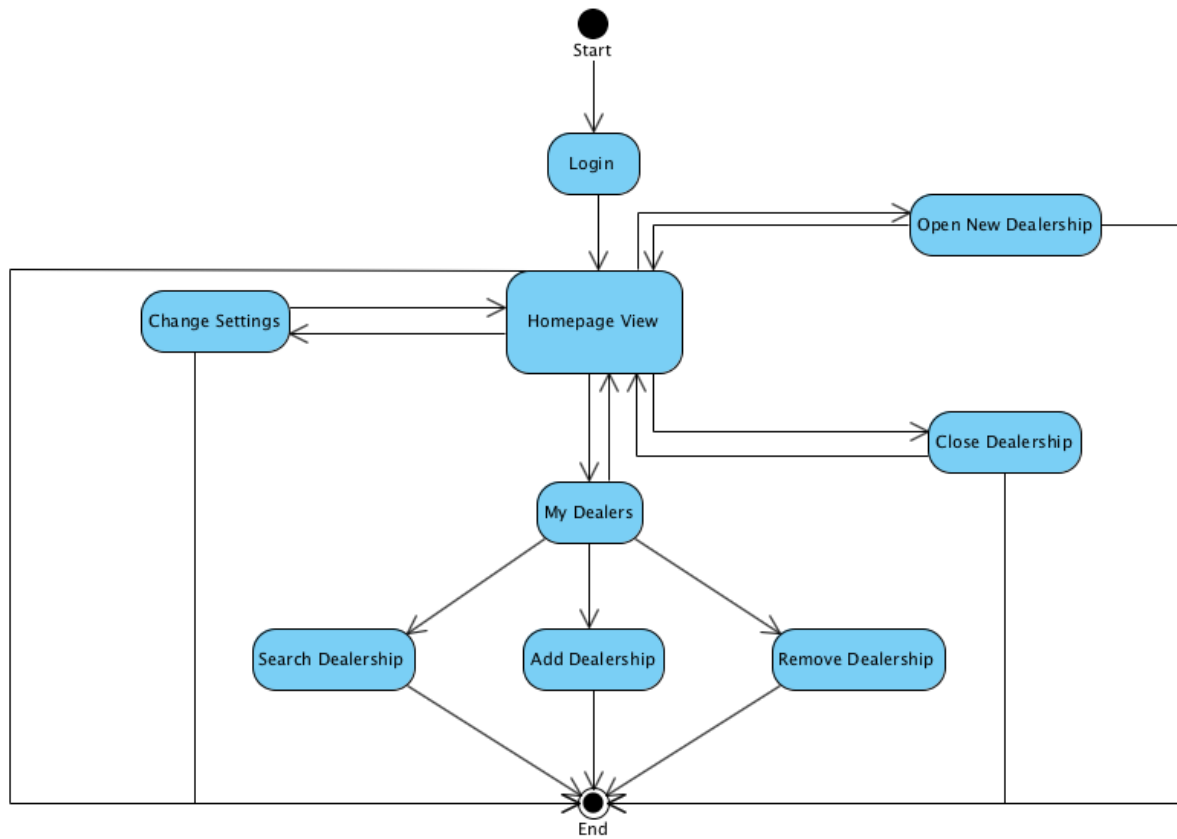 Start
Login
Open New Dealership
Change Settings
Homepage View
Close Dealership
My Dealers
Search Dealership
Add Dealership
Remove Dealership
End